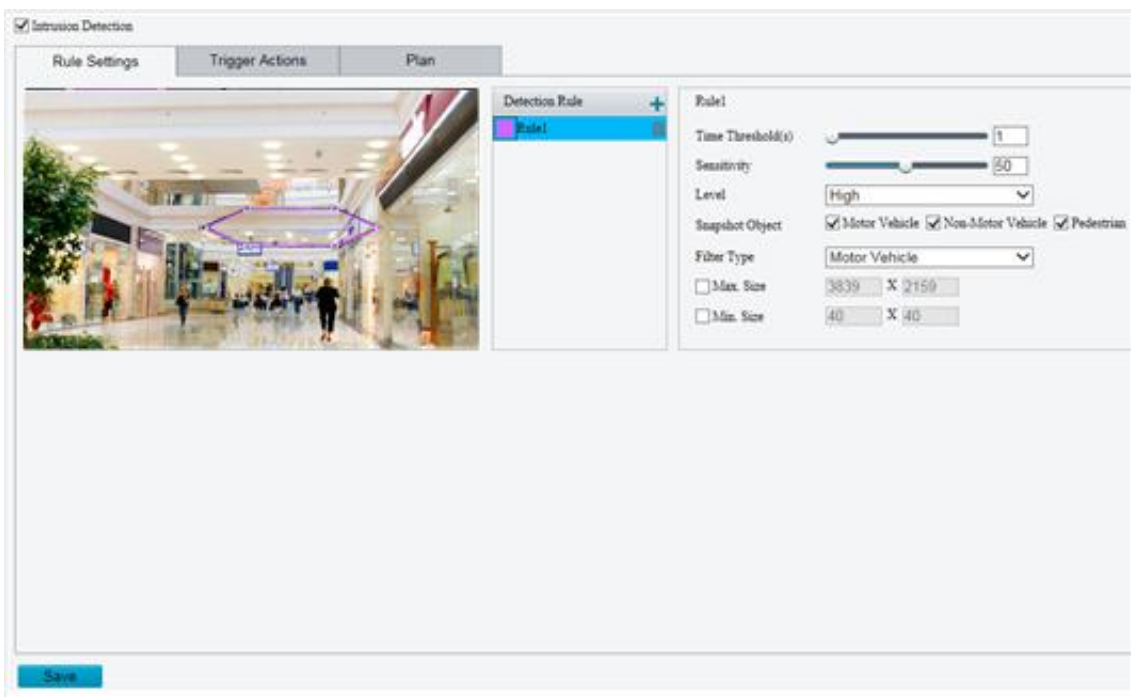 Intrusion Detection
Rule Settings
Trigger Actions
Plan
Detection Rule +
Rule1
Rule1
Time Threshold(s) 1
Sensitivity 50
Level High
Snapshot Object Motor Vehicle Non-Motor Vehicle Pedestrian
Filter Type Motor Vehicle
Max. Size 3839 X 2159
Min. Size 40 X 40
Save